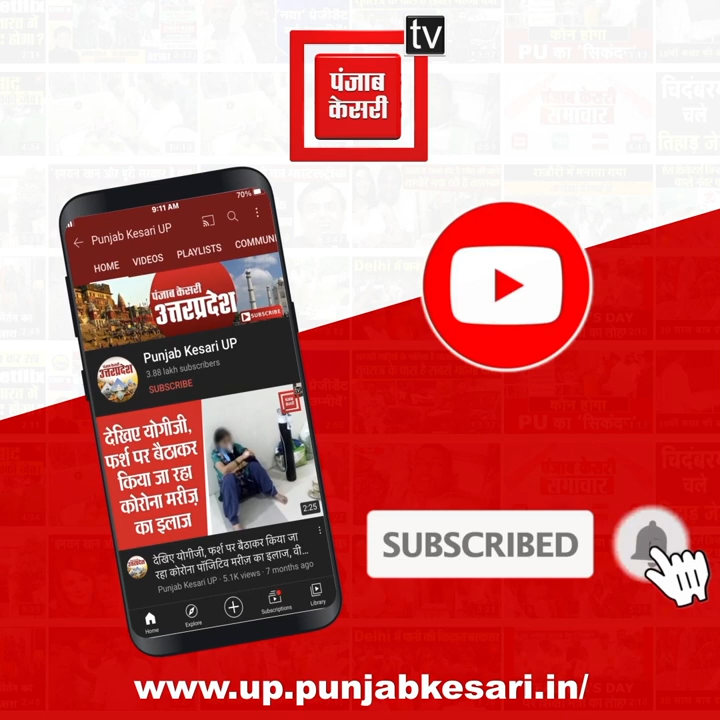 tv
पंजाब
केसरी
9:11 AM
70%
Punjab Kesari UP
HOME VIDEOS PLAYLISTS COMMUNI
पंजाब केसरी
उत्तरप्रदेश
SUBSCRIBE
उत्तरप्रदेश
Punjab Kesari UP
3.88 lakh subscribers
SUBSCRIBE
देखिए योगीजी,
फर्श पर बैठाकर
किया जा रहा
कोरोना मरीज़
का इलाज
2:25
देखिए योगीजी, फर्श पर बैठाकर किया जा
रहा कोरोना पॉजिटिव मरीज का इलाज, वी...
Punjab Kesari UP · 5.1K views · 7 months ago
Home Explore Subscriptions Library
SUBSCRIBED
www.up.punjabkesari.in/